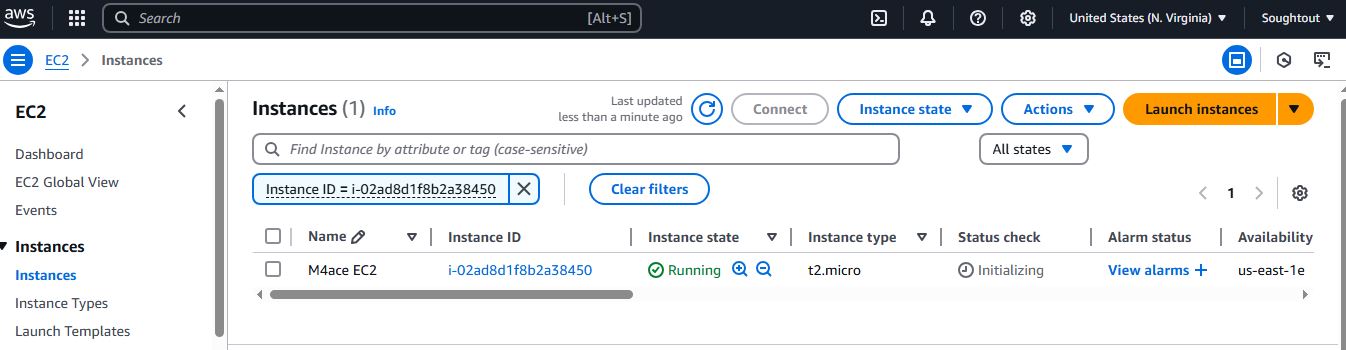 aws Search [Alt+S] United States (N. Virginia) Soughtout
EC2 Instances
EC2
Dashboard
EC2 Global View
Events
Instances
Instances
Instance Types
Launch Templates
Instances (1) Info
Last updated
less than a minute ago
Connect Instance state Actions Launch instances
Find Instance by attribute or tag (case-sensitive) All states
Instance ID = i-02ad8d1f8b2a38450 Clear filters 1
Name Instance ID Instance state Instance type Status check Alarm status Availability
M4ace EC2 i-02ad8d1f8b2a38450 Running t2.micro Initializing View alarms + us-east-1e